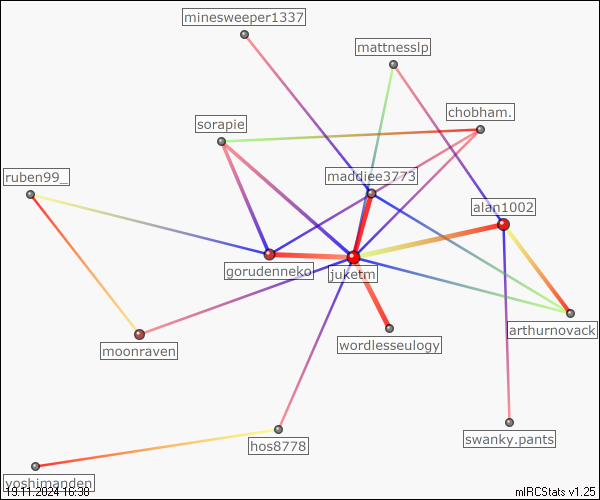 minesweeper1337
mattnesslp
chobham.
sorapie
maddiee3773
ruben99_
alan1002
gorudenneko
juketm
arthurnovack
wordlesseulogy
moonraven
swanky.pants
hos8778
yoshimanden
19.11.2024 16:38
mIRCStats v1.25